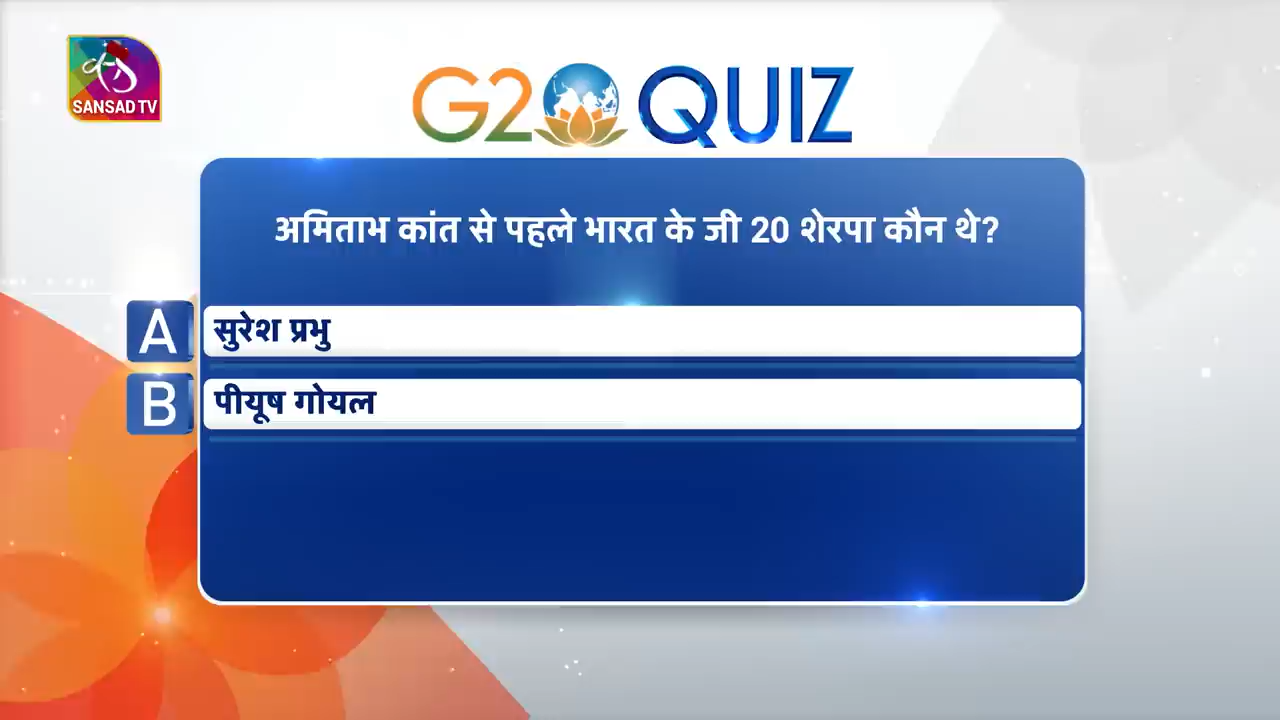 SANSAD TV
G20 QUIZ
अमिताभ कांत से पहले भारत के जी 20 शेरपा कौन थे?
A सुरेश प्रभु
B पीयूष गोयल